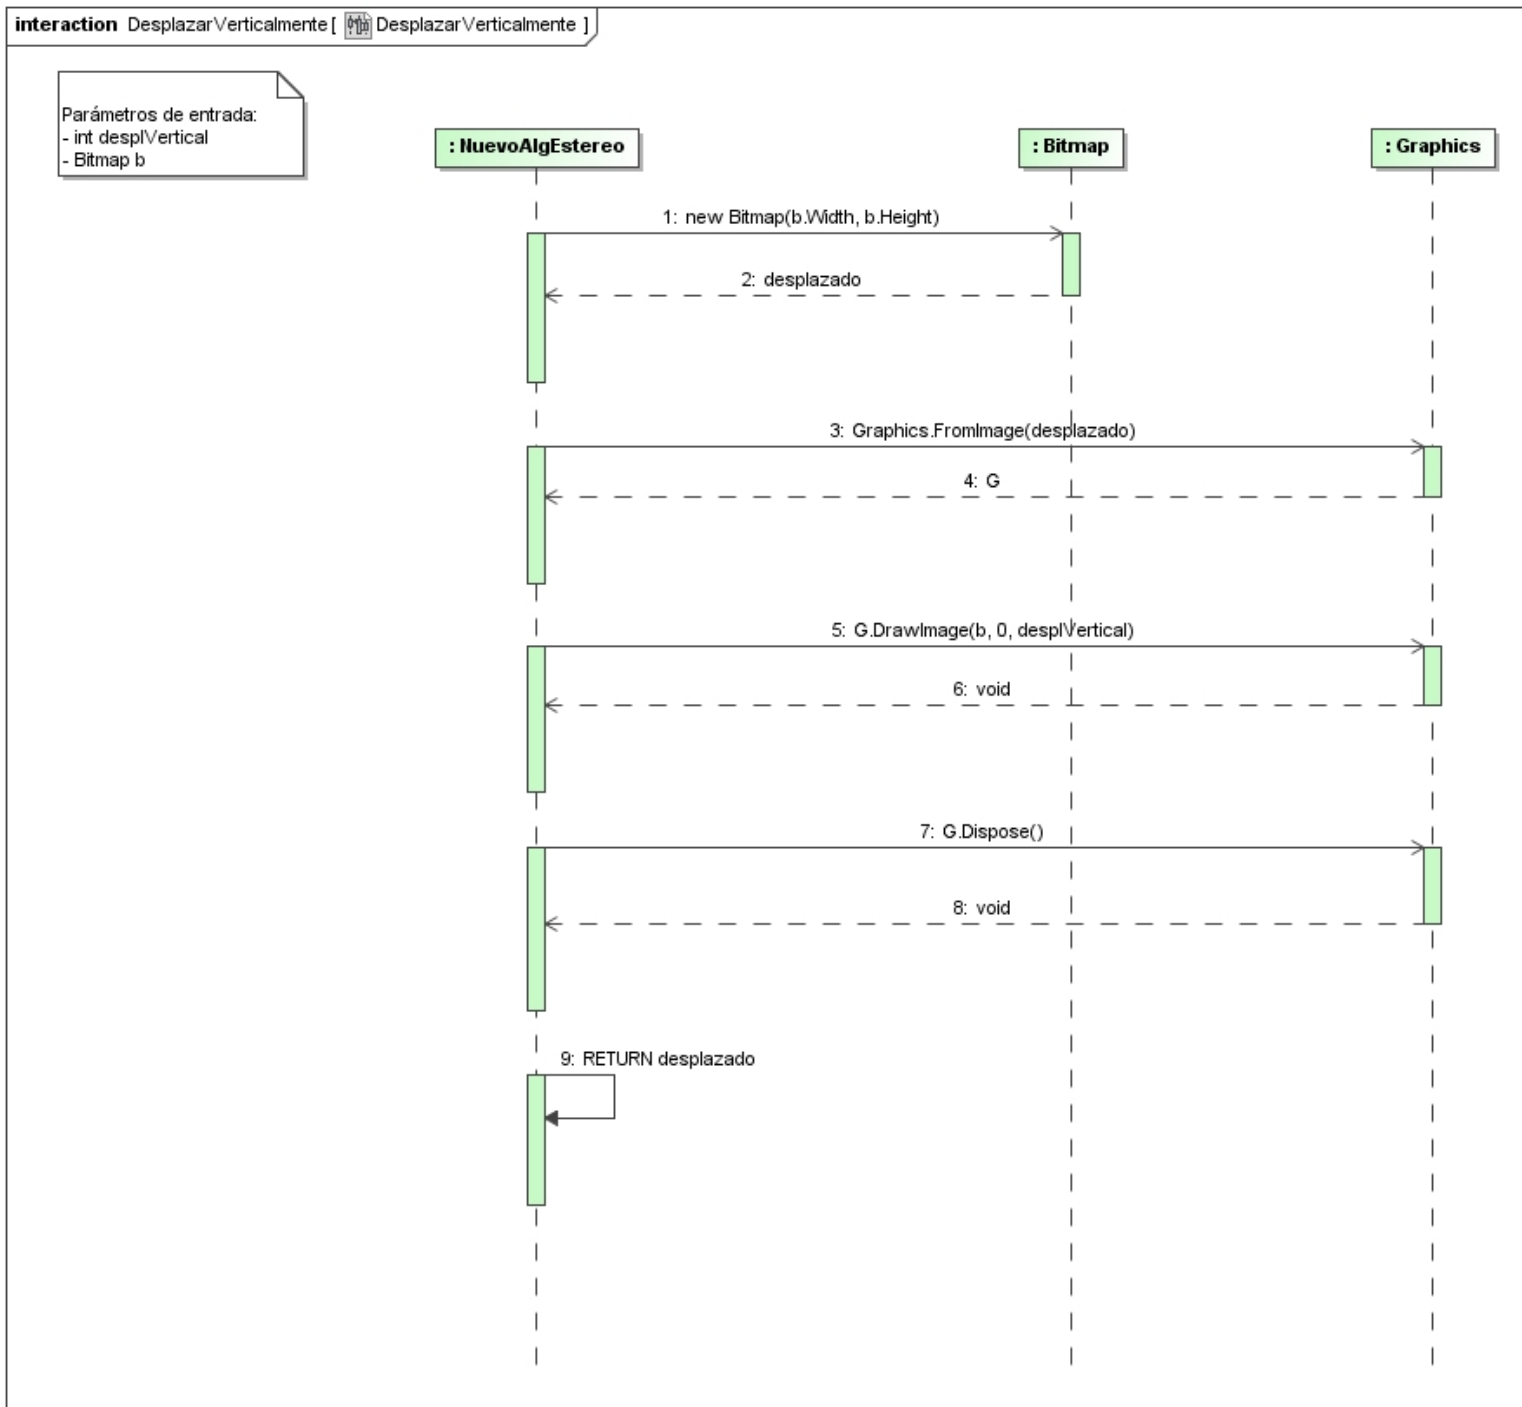 interaction DesplazarVerticalmente [ DesplazarVerticalmente ]
Parámetros de entrada:
- int desplVertical
- Bitmap b
: NuevoAlgEstereo
: Bitmap
: Graphics
1: new Bitmap(b.Width, b.Height)
2: desplazado
3: Graphics.FromImage(desplazado)
4: G
5: G.DrawImage(b, 0, desplVertical)
6: void
7: G.Dispose()
8: void
9: RETURN desplazado